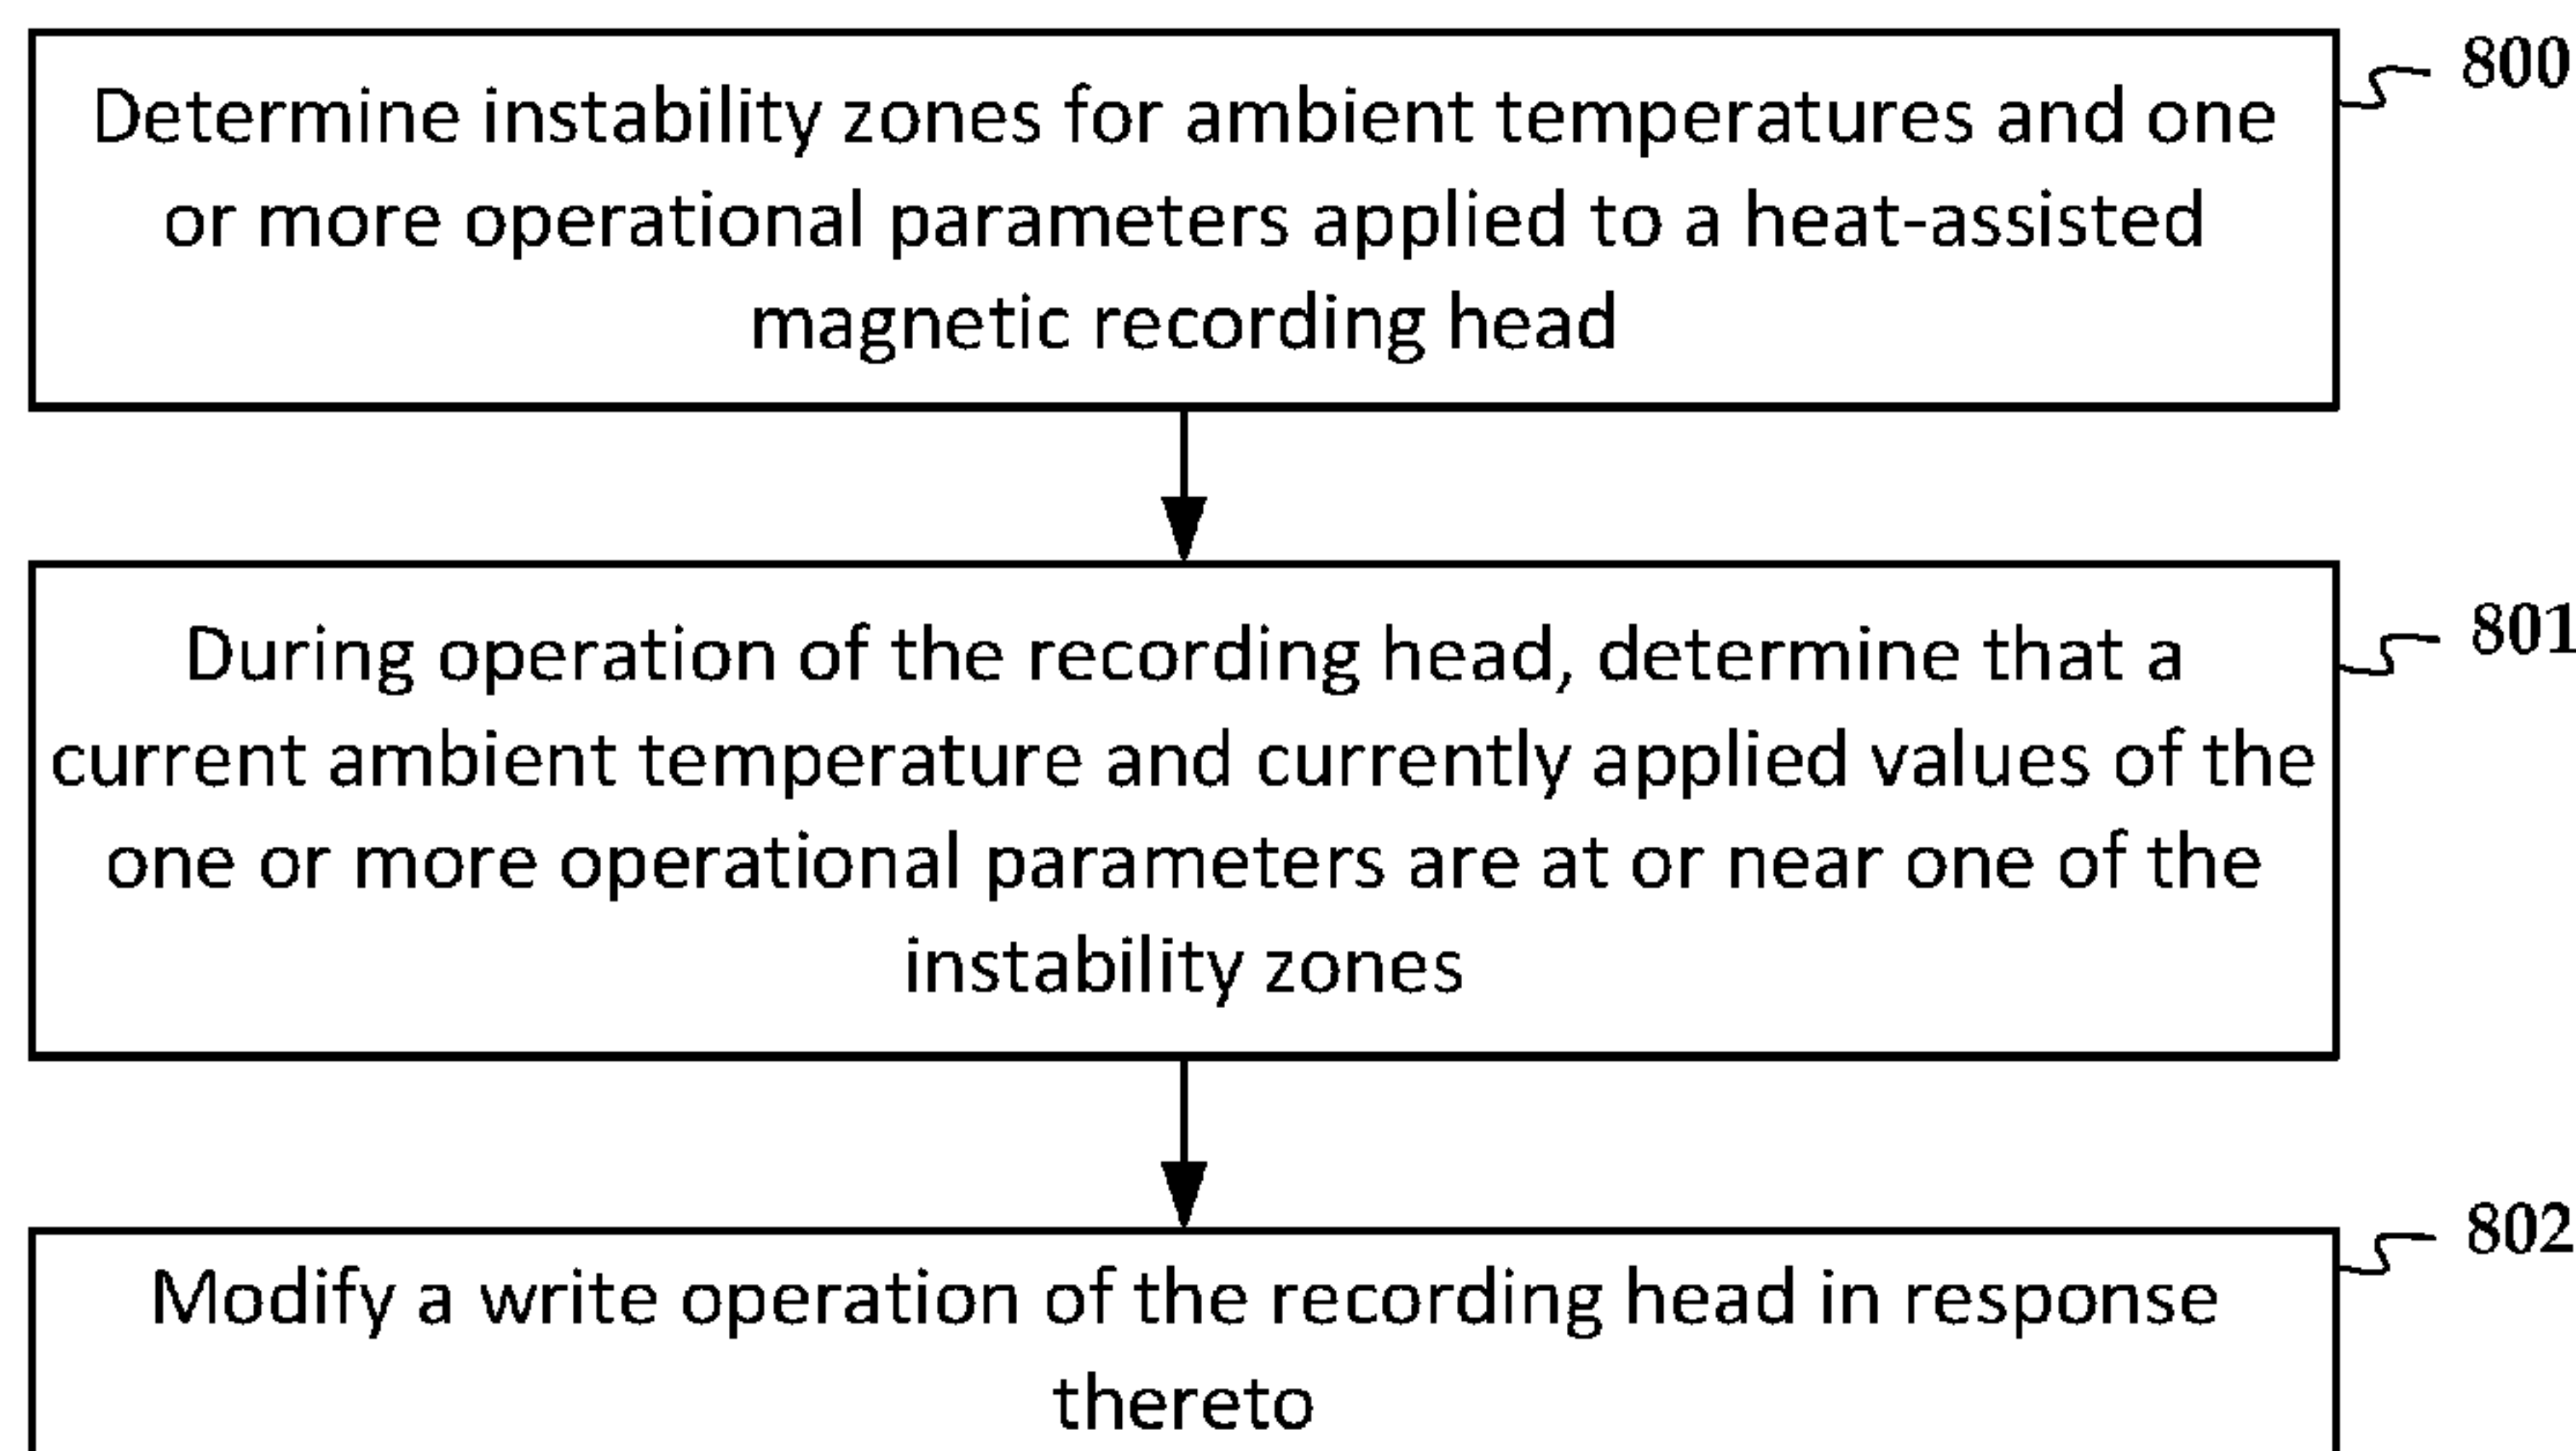 Determine instability zones for ambient temperatures and one
or more operational parameters applied to a heat-assisted
magnetic recording head
800
During operation of the recording head, determine that a
current ambient temperature and currently applied values of the
one or more operational parameters are at or near one of the
instability zones
801
Modify a write operation of the recording head in response
thereto
802